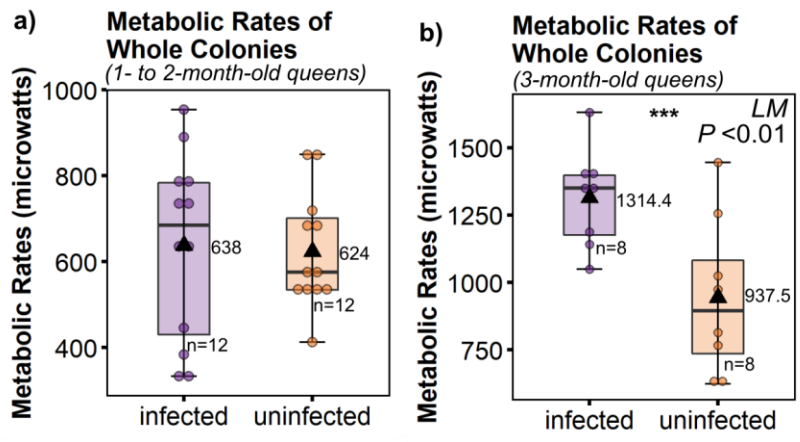 a)
Metabolic Rates of
Whole Colonies
(1- to 2-month-old queens)
Metabolic Rates (microwatts)
1000
800
600
400
638
n=12
624
n=12
infected
uninfected
b)
Metabolic Rates of
Whole Colonies
(3-month-old queens)
Metabolic Rates (microwatts)
1500
1250
1000
750
***
LM
P <0.01
1314.4
n=8
937.5
n=8
infected
uninfected